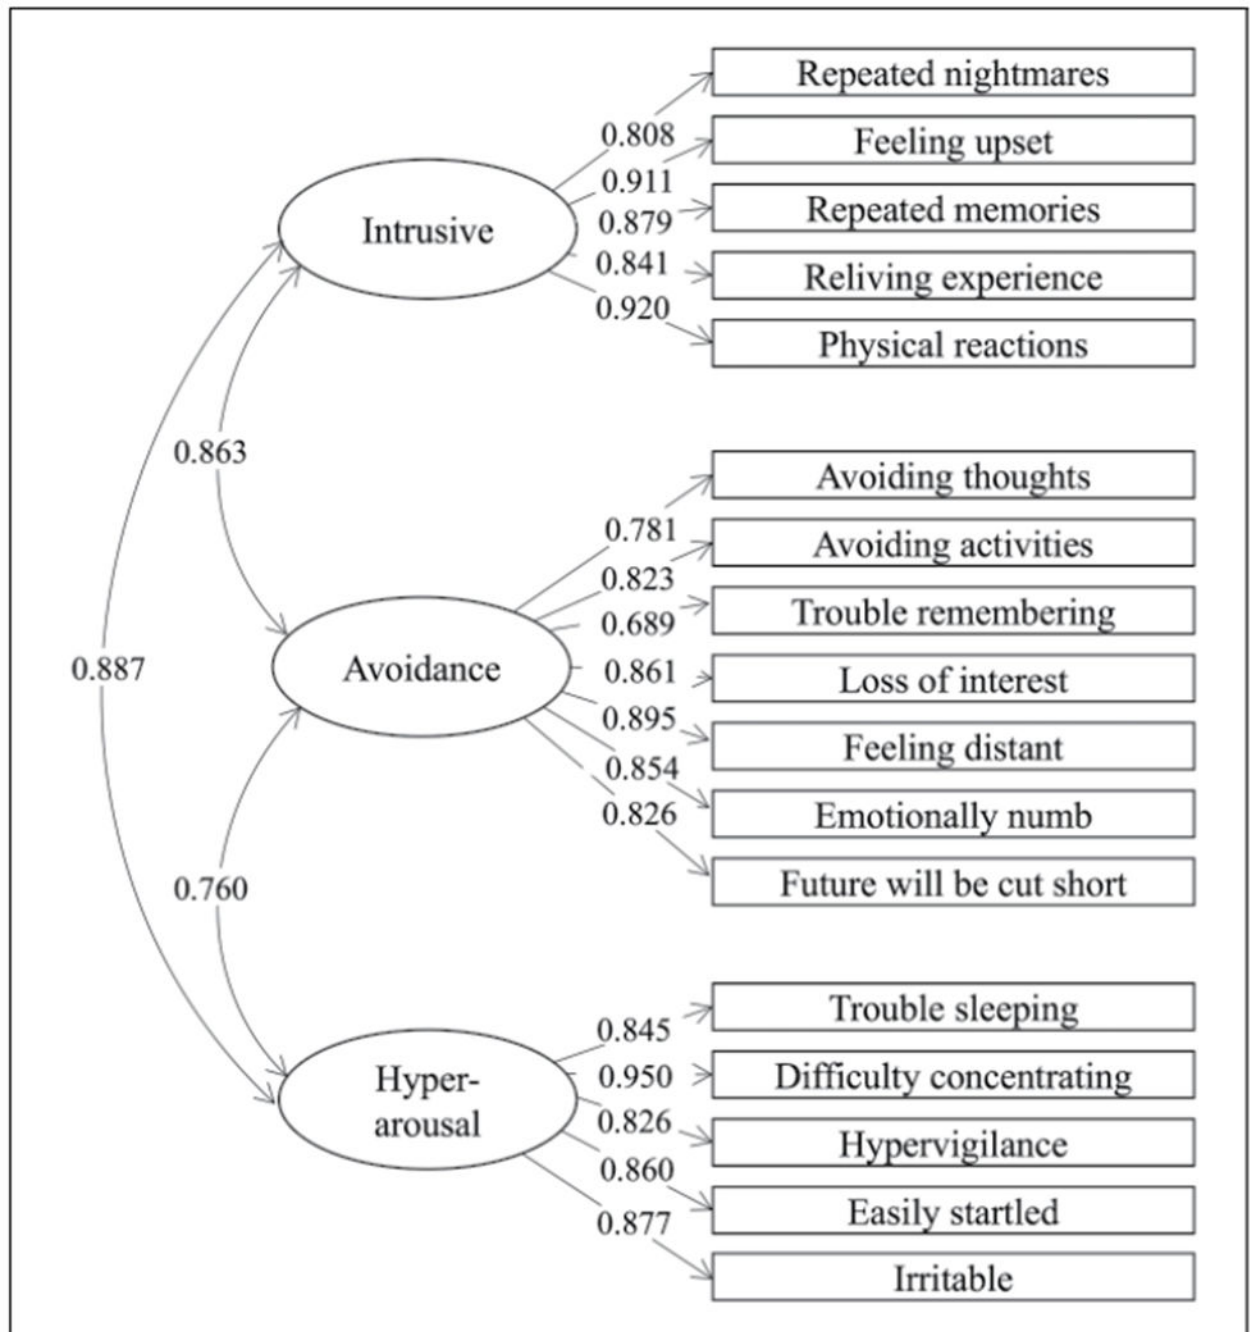 Repeated nightmares
0.808
Feeling upset
0.911
Repeated memories
0.879
Intrusive
0.841
Reliving experience
0.920
Physical reactions
0.863
Avoiding thoughts
0.781
Avoiding activities
0.823
Trouble remembering
0.689
0.887
Avoidance
0.861
Loss of interest
0.895
Feeling distant
0.854
Emotionally numb
0.826
Future will be cut short
0.760
Trouble sleeping
0.845
Hyper-
arousal
0.950
Difficulty concentrating
0.826
Hypervigilance
0.860
Easily startled
0.877
Irritable